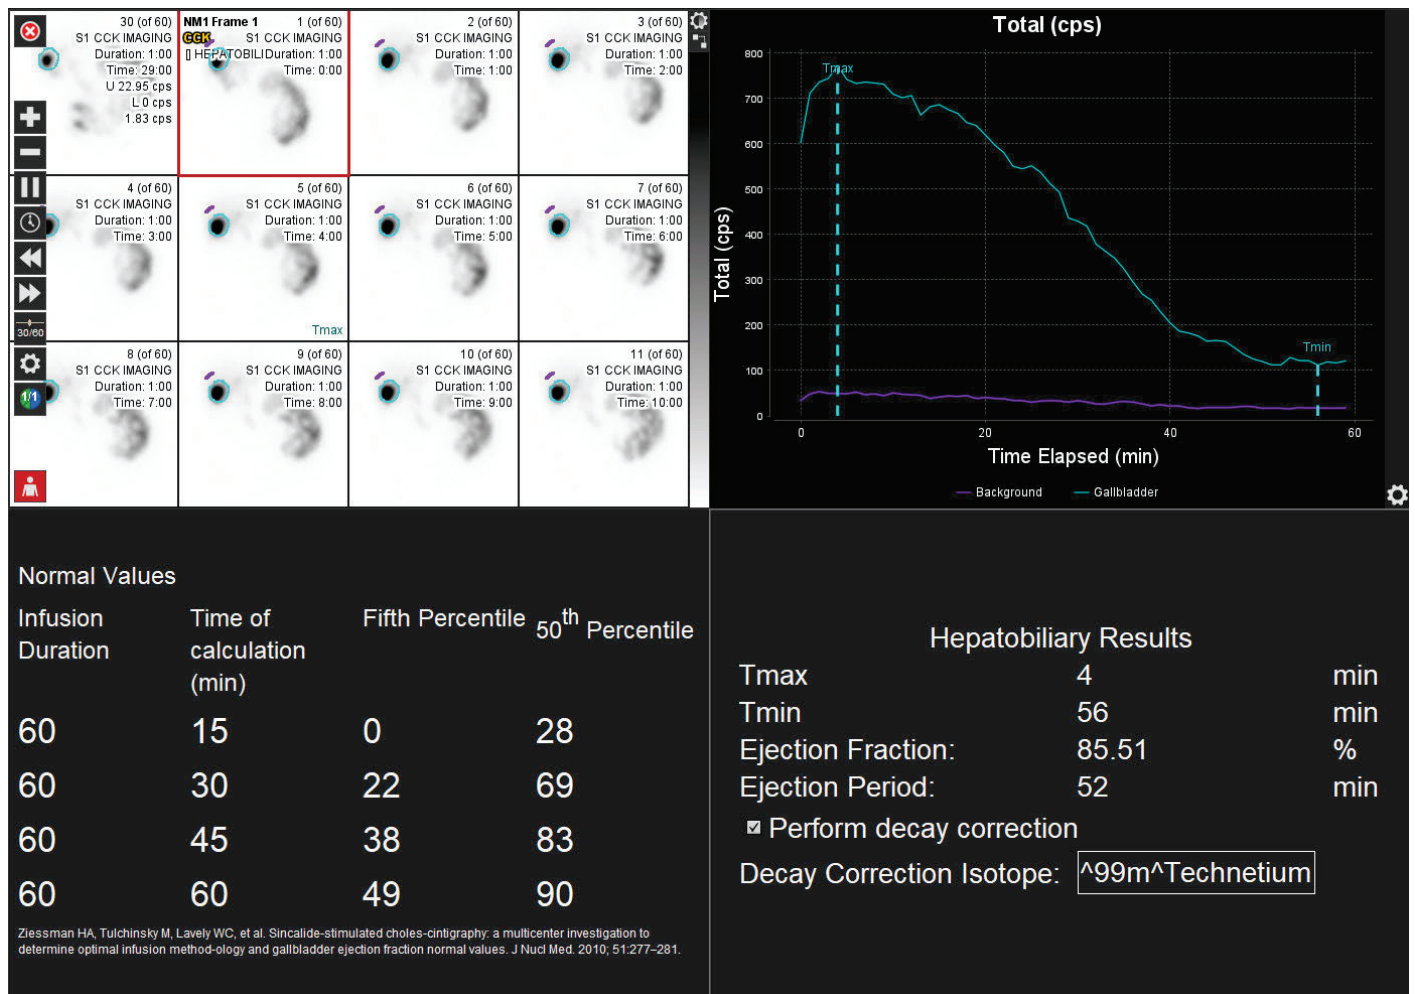 30 (of 60)
S1 CCK IMAGING
Duration: 1:00
Time: 29:00
U 22.95 cps
L 0 cps
1.83 cps
NM1 Frame 1 1 (of 60)
CCK S1 CCK IMAGING
[] HEPATOBILI Duration: 1:00
Time: 0:00
2 (of 60)
S1 CCK IMAGING
Duration: 1:00
Time: 1:00
3 (of 60)
S1 CCK IMAGING
Duration: 1:00
Time: 2:00
4 (of 60)
S1 CCK IMAGING
Duration: 1:00
Time: 3:00
5 (of 60)
S1 CCK IMAGING
Duration: 1:00
Time: 4:00
Tmax
6 (of 60)
S1 CCK IMAGING
Duration: 1:00
Time: 5:00
7 (of 60)
S1 CCK IMAGING
Duration: 1:00
Time: 6:00
30/60
8 (of 60)
S1 CCK IMAGING
Duration: 1:00
Time: 7:00
1/1
9 (of 60)
S1 CCK IMAGING
Duration: 1:00
Time: 8:00
10 (of 60)
S1 CCK IMAGING
Duration: 1:00
Time: 9:00
11 (of 60)
S1 CCK IMAGING
Duration: 1:00
Time: 10:00
Total (cps)
Total (cps)
800
700
600
500
400
300
200
100
0
Tmax
Tmin
0 20 40 60
Time Elapsed (min)
Background Gallbladder
Normal Values
Infusion Duration Time of calculation (min) Fifth Percentile 50th Percentile
60 15 0 28
60 30 22 69
60 45 38 83
60 60 49 90
Ziessman HA, Tulchinsky M, Lavely WC, et al. Sincalide-stimulated choles-cintigraphy: a multicenter investigation to
determine optimal infusion method-ology and gallbladder ejection fraction normal values. J Nucl Med. 2010; 51:277–281.
Hepatobiliary Results
Tmax 4 min
Tmin 56 min
Ejection Fraction: 85.51 %
Ejection Period: 52 min
Perform decay correction
Decay Correction Isotope: ^99m^Technetium